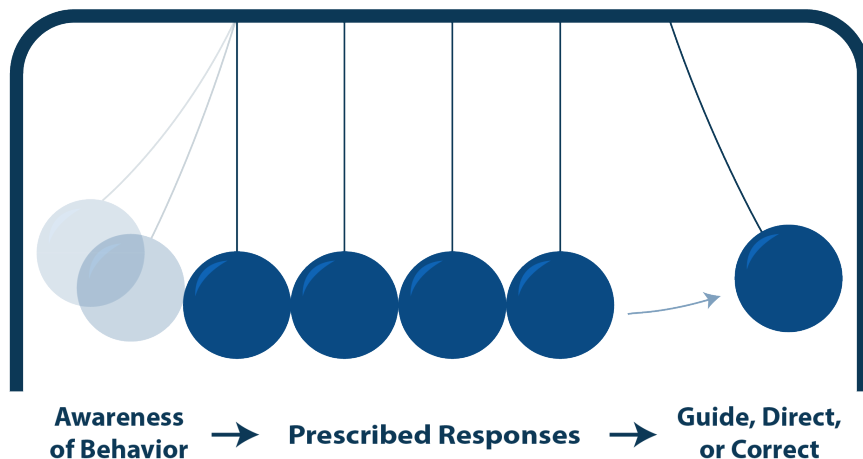 Awareness
of Behavior
Prescribed Responses
Guide, Direct,
or Correct